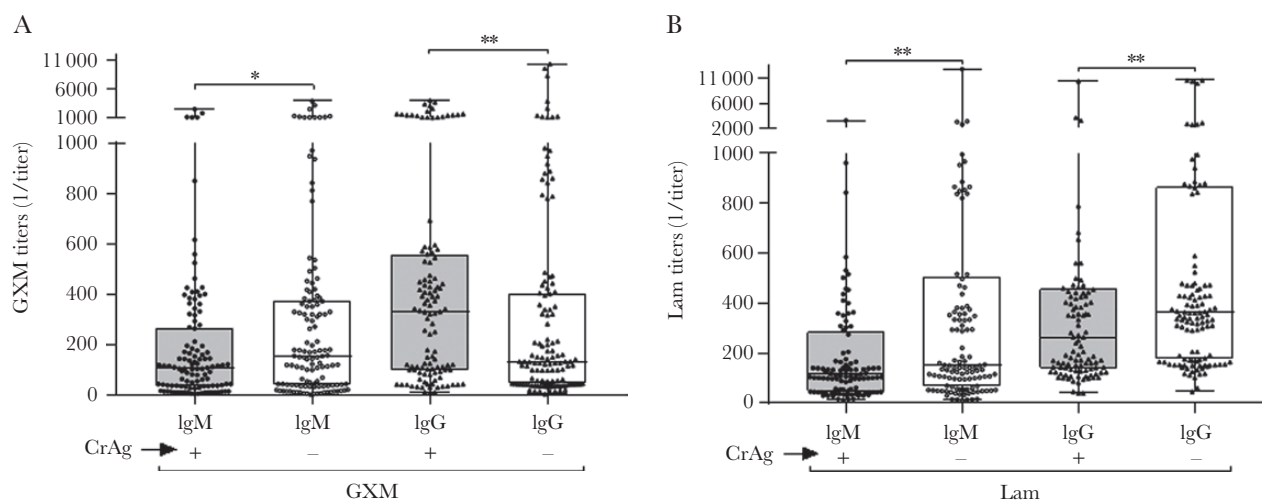 A
GXM titers (1/titer)
11 000
6000
1000
1000
800
600
400
200
0
*
**
IgM IgM IgG IgG
CrAg + – + –
GXM
B
Lam titers (1/titer)
11 000
6000
2000
1000
800
600
400
200
0
**
**
IgM IgM IgG IgG
CrAg + – + –
Lam